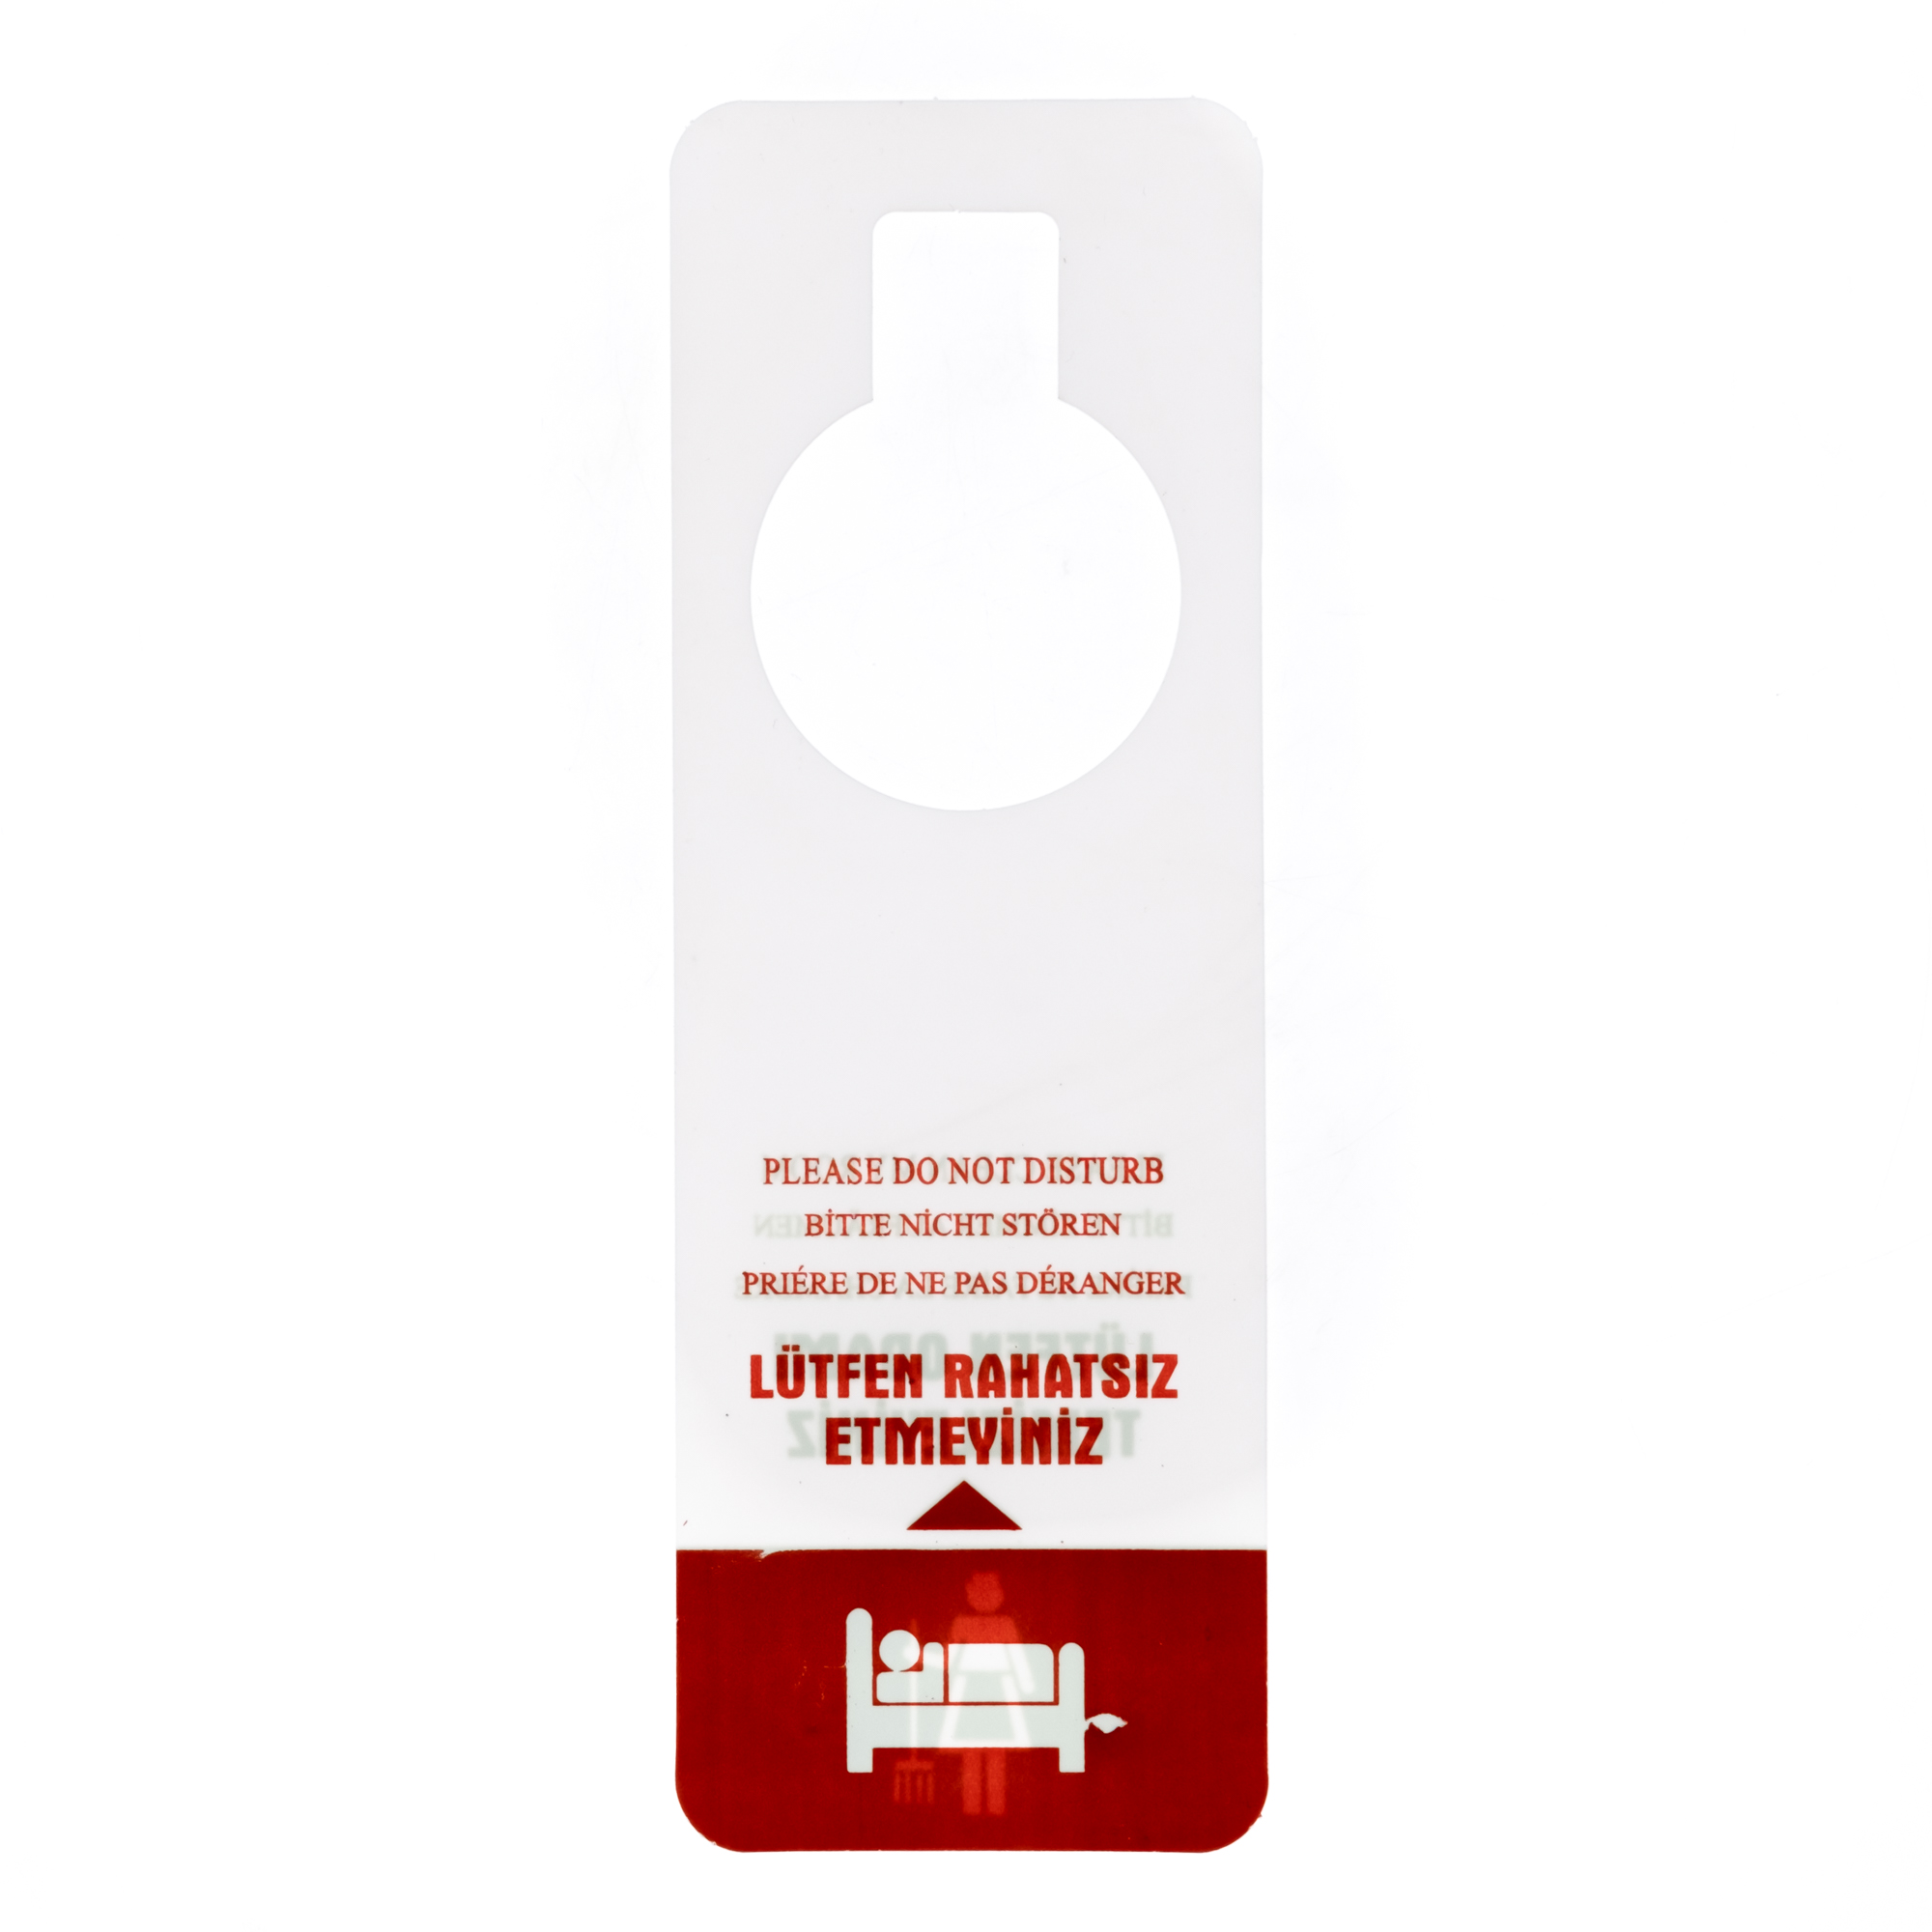 PLEASE DO NOT DISTURB
BİTTE NİCHT STÖREN
PRIÉRE DE NE PAS DÉRANGER
LÜTFEN RAHATSIZ
ETMEYİNİZ